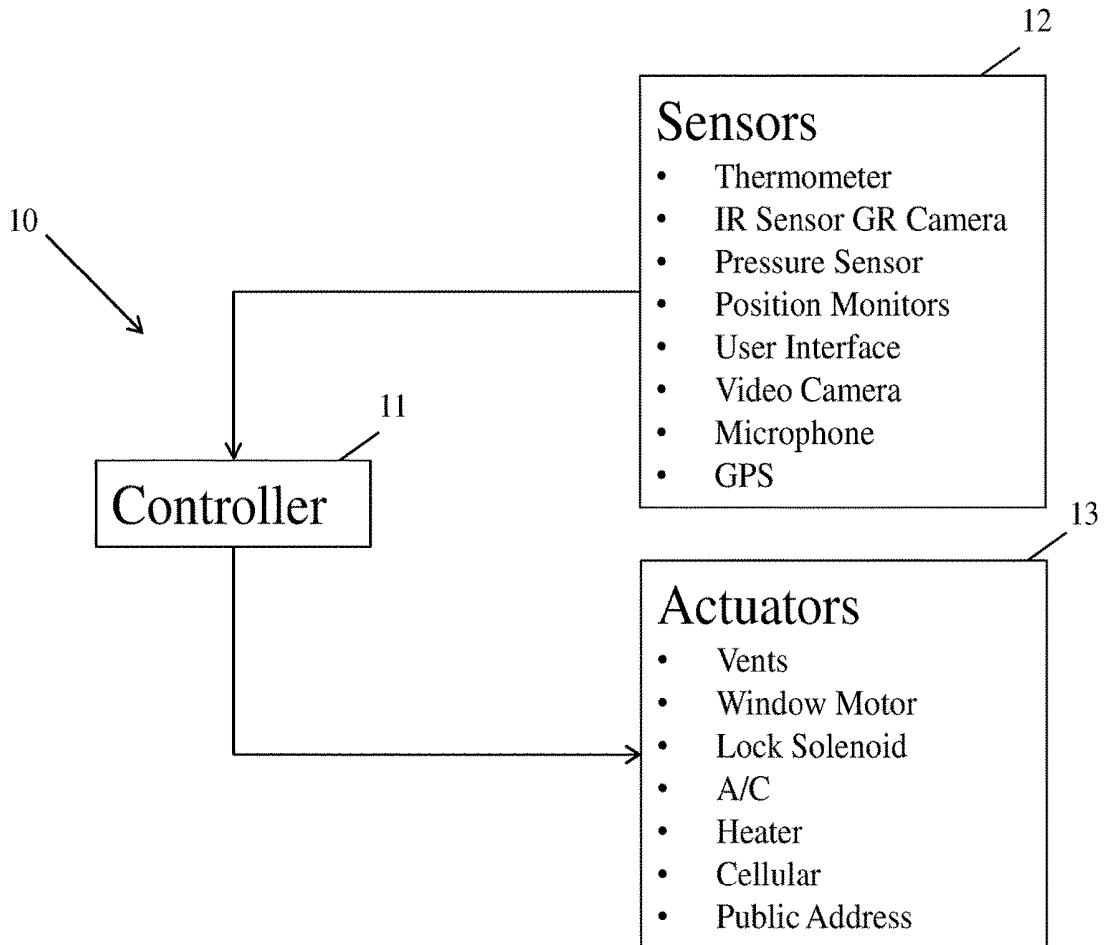 12
Sensors
• Thermometer
• IR Sensor GR Camera
• Pressure Sensor
• Position Monitors
• User Interface
• Video Camera
• Microphone
• GPS
10
11
Controller
13
Actuators
• Vents
• Window Motor
• Lock Solenoid
• A/C
• Heater
• Cellular
• Public Address